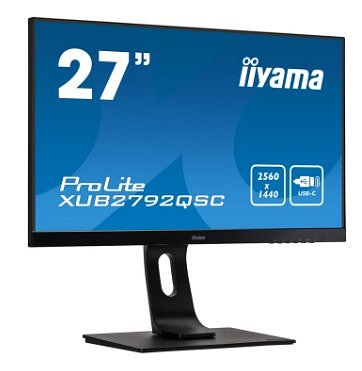 27”
iiyama
ProLite
XUB2792QSC
2560
x
1440
USB-C
iiyama